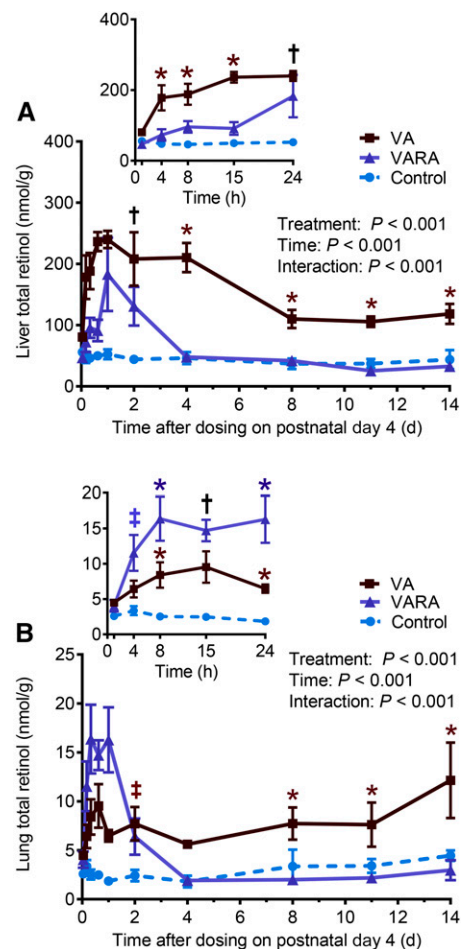 A
400
200
0
* * * †
0 4 8 15 24
Time (h)
VA
VARA
Control
Liver total retinol (nmol/g)
400
300
200
100
0
Treatment: P < 0.001
Time: P < 0.001
Interaction: P < 0.001
† * * * *
0 2 4 6 8 10 12 14
Time after dosing on postnatal day 4 (d)
B
20
15
10
5
0
‡ * † *
* *
0 4 8 15 24
Time (h)
VA
VARA
Control
Lung total retinol (nmol/g)
25
20
15
10
5
0
Treatment: P < 0.001
Time: P < 0.001
Interaction: P < 0.001
‡ * * *
0 2 4 6 8 10 12 14
Time after dosing on postnatal day 4 (d)